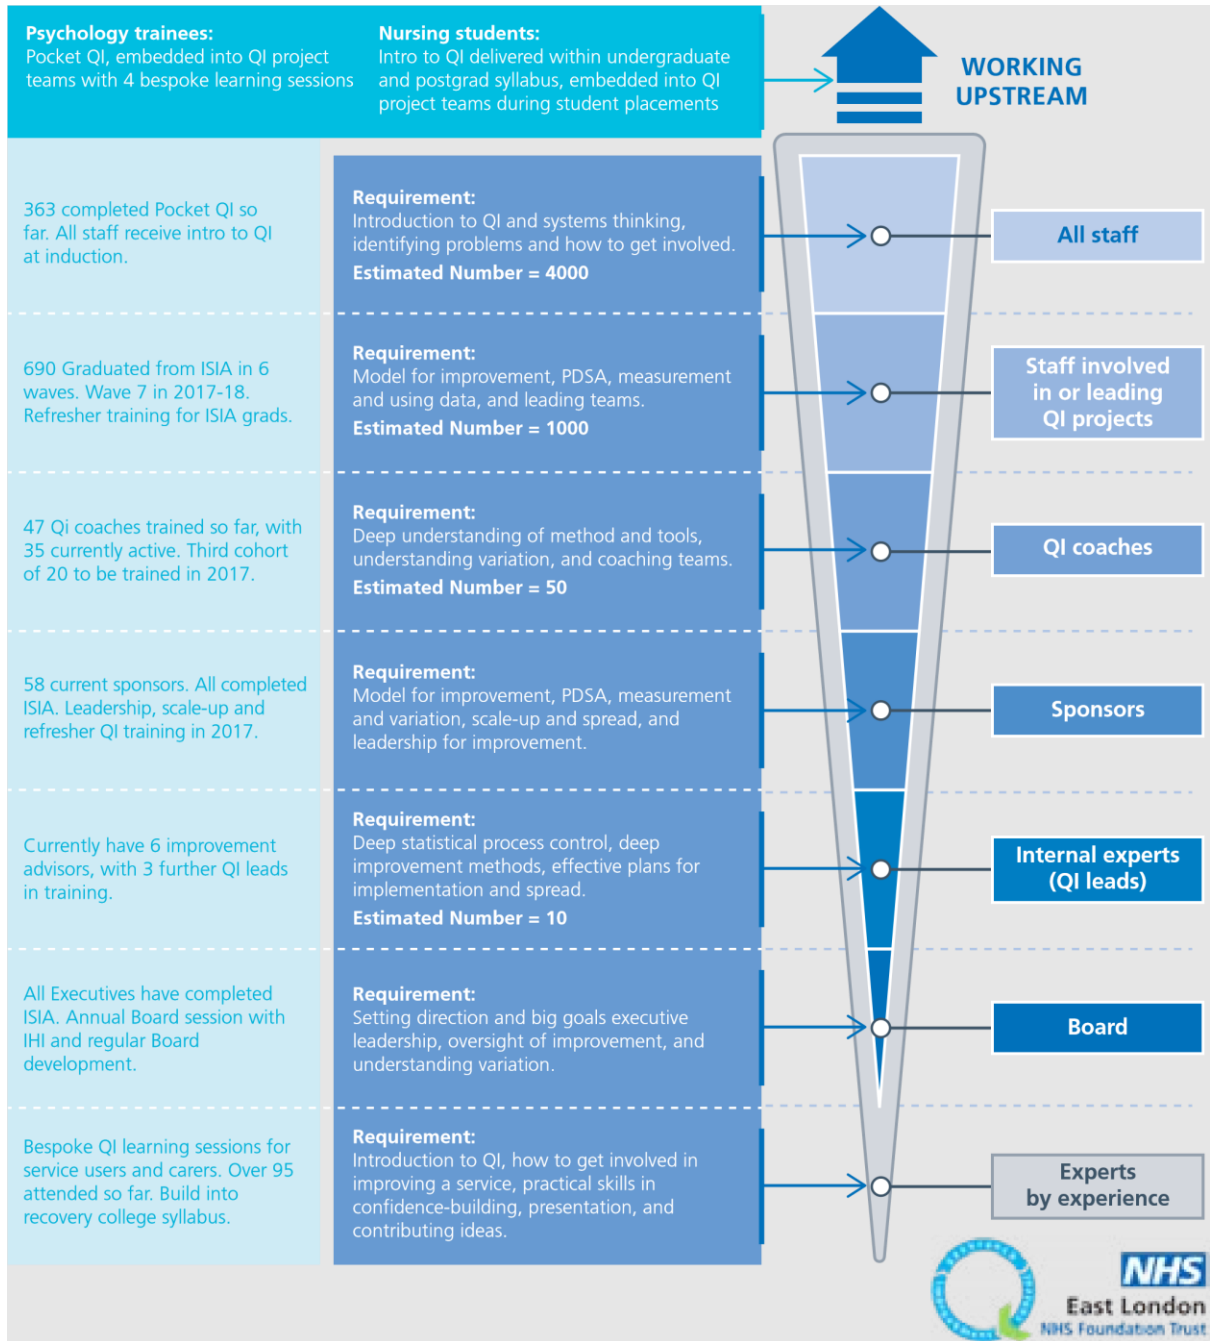 Psychology trainees:
Pocket QI, embedded into QI project
teams with 4 bespoke learning sessions
Nursing students:
Intro to QI delivered within undergraduate
and postgrad syllabus, embedded into QI
project teams during student placements
WORKING
UPSTREAM
363 completed Pocket QI so
far. All staff receive intro to QI
at induction.
Requirement:
Introduction to QI and systems thinking,
identifying problems and how to get involved.
Estimated Number = 4000
All staff
690 Graduated from ISIA in 6
waves. Wave 7 in 2017-18.
Refresher training for ISIA grads.
Requirement:
Model for improvement, PDSA, measurement
and using data, and leading teams.
Estimated Number = 1000
Staff involved
in or leading
QI projects
47 Qi coaches trained so far, with
35 currently active. Third cohort
of 20 to be trained in 2017.
Requirement:
Deep understanding of method and tools,
understanding variation, and coaching teams.
Estimated Number = 50
QI coaches
58 current sponsors. All completed
ISIA. Leadership, scale-up and
refresher QI training in 2017.
Requirement:
Model for improvement, PDSA, measurement
and variation, scale-up and spread, and
leadership for improvement.
Sponsors
Currently have 6 improvement
advisors, with 3 further QI leads
in training.
Requirement:
Deep statistical process control, deep
improvement methods, effective plans for
implementation and spread.
Estimated Number = 10
Internal experts
(QI leads)
All Executives have completed
ISIA. Annual Board session with
IHI and regular Board
development.
Requirement:
Setting direction and big goals executive
leadership, oversight of improvement, and
understanding variation.
Board
Bespoke QI learning sessions for
service users and carers. Over 95
attended so far. Build into
recovery college syllabus.
Requirement:
Introduction to QI, how to get involved in
improving a service, practical skills in
confidence-building, presentation, and
contributing ideas.
Experts
by experience
NHS
East London
NHS Foundation Trust